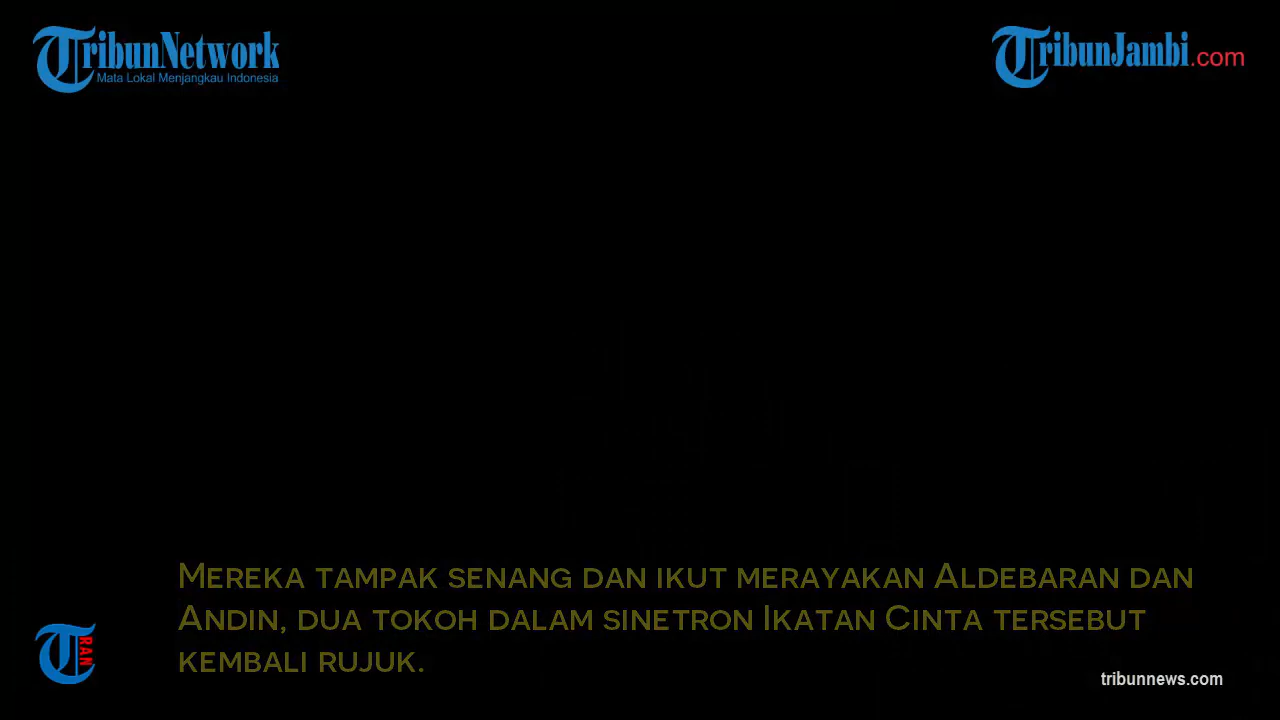 TribunNetwork
Mata Lokal Menjangkau Indonesia
TribunJambi.com
MEREKA TAMPAK SENANG DAN IKUT MERAYAKAN ALDEBARAN DAN
ANDIN, DUA TOKOH DALAM SINETRON IKATAN CINTA TERSEBUT
KEMBALI RUJUK.
T RAN
tribunnews.com